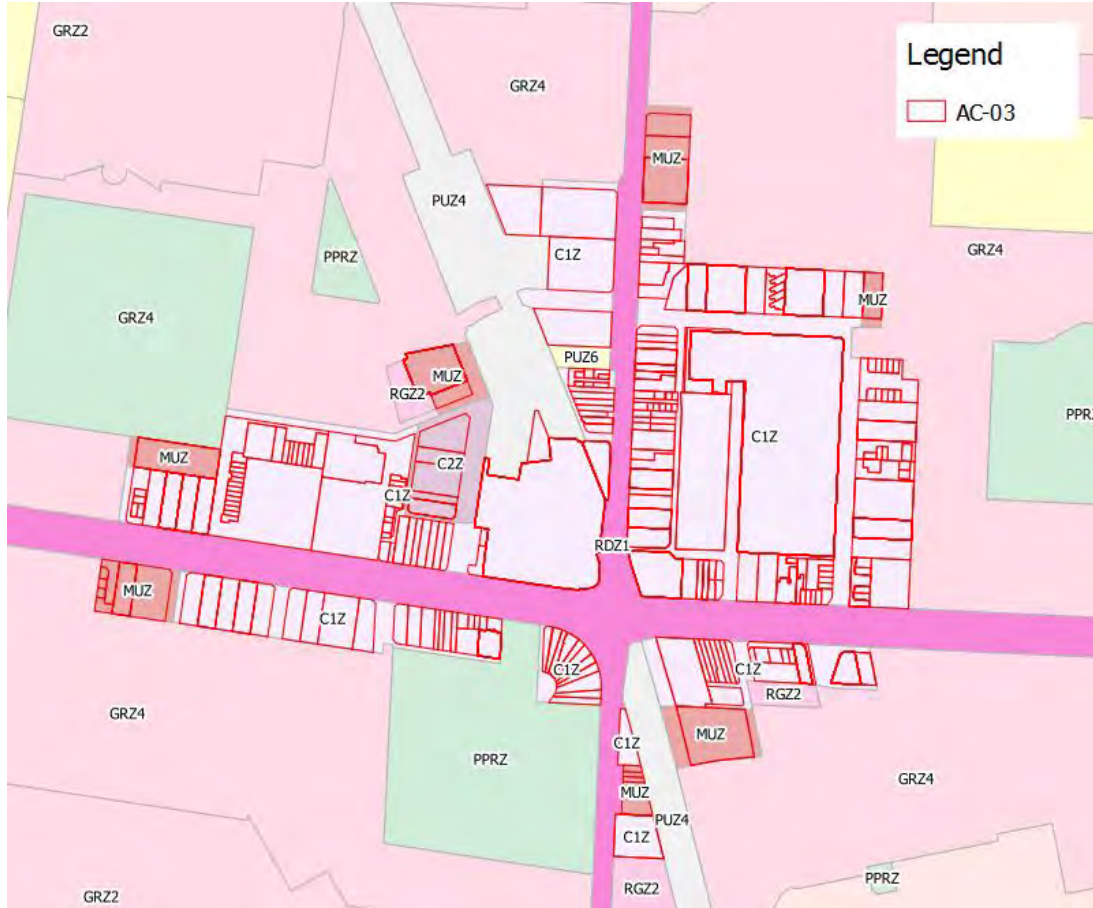 GRZ2
GRZ4
Legend
AC-03
MUZ
PUZ4
PPRZ
C1Z
GRZ4
MUZ
GRZ4
PUZ6
MUZ
RGZ2
PPRZ
C1Z
MUZ
C2Z
C1Z
RDZ1
MUZ
C1Z
C1Z
C1Z
RGZ2
GRZ4
C1Z
MUZ
PPRZ
GRZ4
MUZ
PUZ4
C1Z
PPRZ
RGZ2
GRZ2